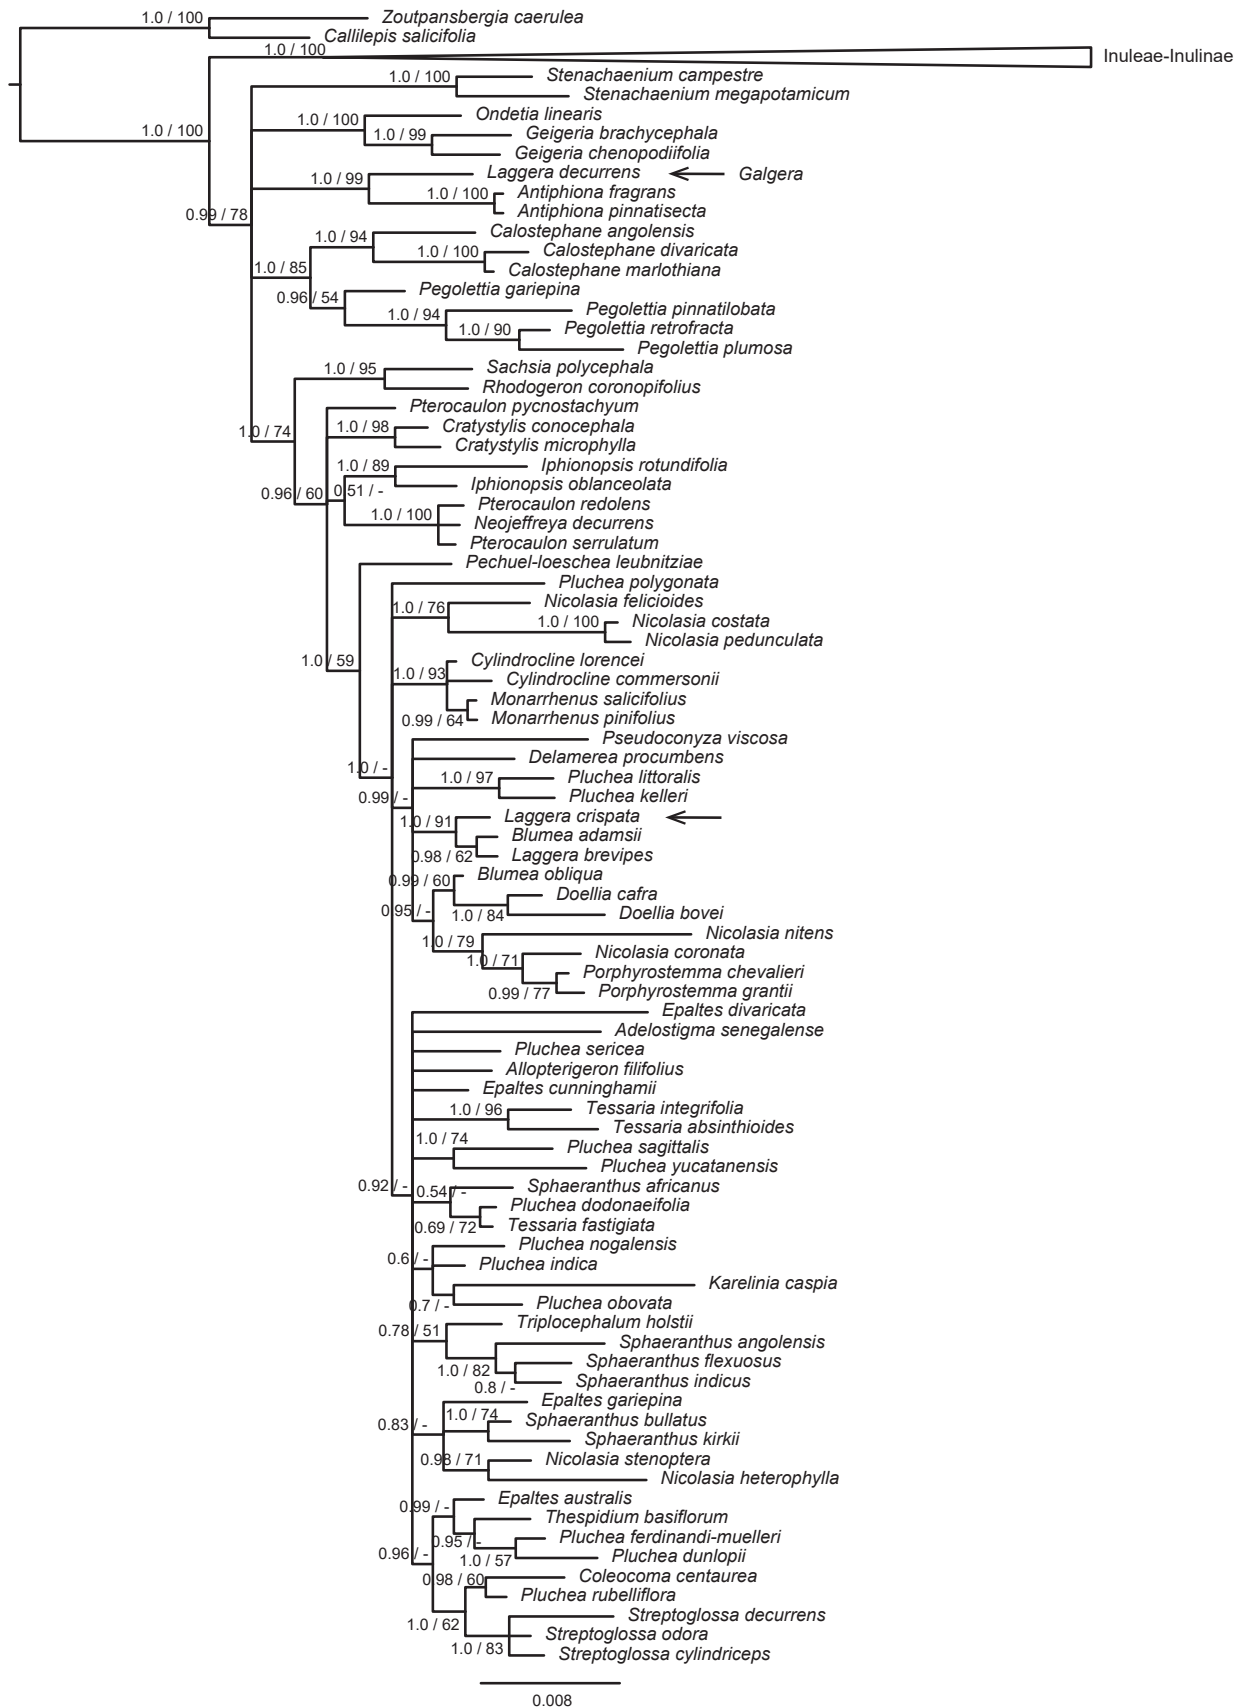 1.0 / 100
Zoutpansbergia caerulea
Callilepis salicifolia
1.0 / 100
Inuleae-Inulinae
1.0 / 100
Stenachaenium campestre
Stenachaenium megapotamicum
Ondetia linearis
1.0 / 100
1.0 / 100
1.0 / 99
Geigeria brachycephala
Geigeria chenopodiifolia
Laggera decurrens
Galgera
1.0 / 99
1.0 / 100
Antiphiona fragrans
Antiphiona pinnatisecta
0.99 / 78
Calostephane angolensis
1.0 / 94
1.0 / 100
Calostephane divaricata
Calostephane marlothiana
1.0 / 85
0.96 / 54
Pegolettia gariepina
1.0 / 94
Pegolettia pinnatilobata
1.0 / 90
Pegolettia retrofracta
Pegolettia plumosa
1.0 / 95
Sachsia polycephala
Rhodogeron coronopifolius
Pterocaulon pycnostachyum
1.0 / 74
1.0 / 98
Cratystylis conocephala
Cratystylis microphylla
1.0 / 89
Iphionopsis rotundifolia
Iphionopsis oblanceolata
0.96 / 60
0.51 / -
1.0 / 100
Pterocaulon redolens
Neojeffreya decurrens
Pterocaulon serrulatum
Pechuel-loeschea leubnitziae
Pluchea polygonata
1.0 / 76
Nicolasia felicioides
1.0 / 100
Nicolasia costata
Nicolasia pedunculata
1.0 / 59
1.0 / 93
Cylindrocline lorencei
Cylindrocline commersonii
Monarrhenus salicifolius
0.99 / 64
Monarrhenus pinifolius
Pseudoconyza viscosa
Delamerea procumbens
1.0 / -
1.0 / 97
Pluchea littoralis
Pluchea kelleri
0.99 / -
Laggera crispata
1.0 / 91
Blumea adamsii
0.98 / 62
Laggera brevipes
0.99 / 60
Blumea obliqua
Doellia cafra
0.95 / -
1.0 / 84
Doellia bovei
1.0 / 79
Nicolasia nitens
1.0 / 71
Nicolasia coronata
Porphyrostemma chevalieri
0.99 / 77
Porphyrostemma grantii
Epaltes divaricata
Adelostigma senegalense
Pluchea sericea
Allopterigeron filifolius
Epaltes cunninghamii
1.0 / 96
Tessaria integrifolia
Tessaria absinthioides
1.0 / 74
Pluchea sagittalis
Pluchea yucatanensis
0.92 / -
0.54 / -
Sphaeranthus africanus
Pluchea dodonaeifolia
0.69 / 72
Tessaria fastigiata
0.6 / -
Pluchea nogalensis
Pluchea indica
Karelinia caspia
0.7 / -
Pluchea obovata
0.78 / 51
Triplocephalum holstii
Sphaeranthus angolensis
1.0 / 82
Sphaeranthus flexuosus
0.8 / -
Sphaeranthus indicus
Epaltes gariepina
0.83 / -
1.0 / 74
Sphaeranthus bullatus
Sphaeranthus kirkii
0.98 / 71
Nicolasia stenoptera
Nicolasia heterophylla
0.99 / -
Epaltes australis
Thespidium basiflorum
0.95 / -
Pluchea ferdinandi-muelleri
0.96 / -
1.0 / 57
Pluchea dunlopii
0.98 / 60
Coleocoma centaurea
Pluchea rubelliflora
1.0 / 62
Streptoglossa decurrens
Streptoglossa odora
1.0 / 83
Streptoglossa cylindriceps
0.008